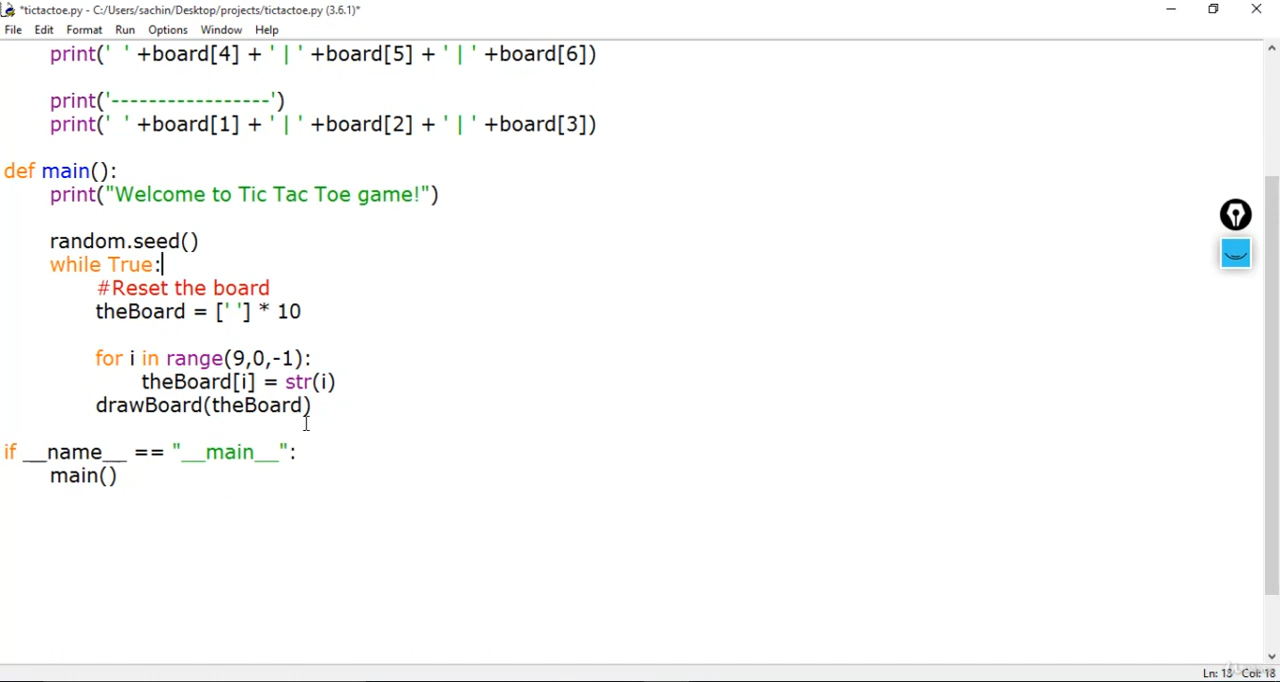 *tictactoe.py - C:/Users/sachin/Desktop/projects/tictactoe.py (3.6.1)*
File Edit Format Run Options Window Help
print(' ' +board[4] + ' | ' +board[5] + ' | ' +board[6])
print('-----------------')
print(' ' +board[1] + ' | ' +board[2] + ' | ' +board[3])
def main():
print("Welcome to Tic Tac Toe game!")
random.seed()
while True:
#Reset the board
theBoard = [' '] * 10
for i in range(9,0,-1):
theBoard[i] = str(i)
drawBoard(theBoard)
if __name__ == "__main__":
main()
Ln: 13 Col: 18